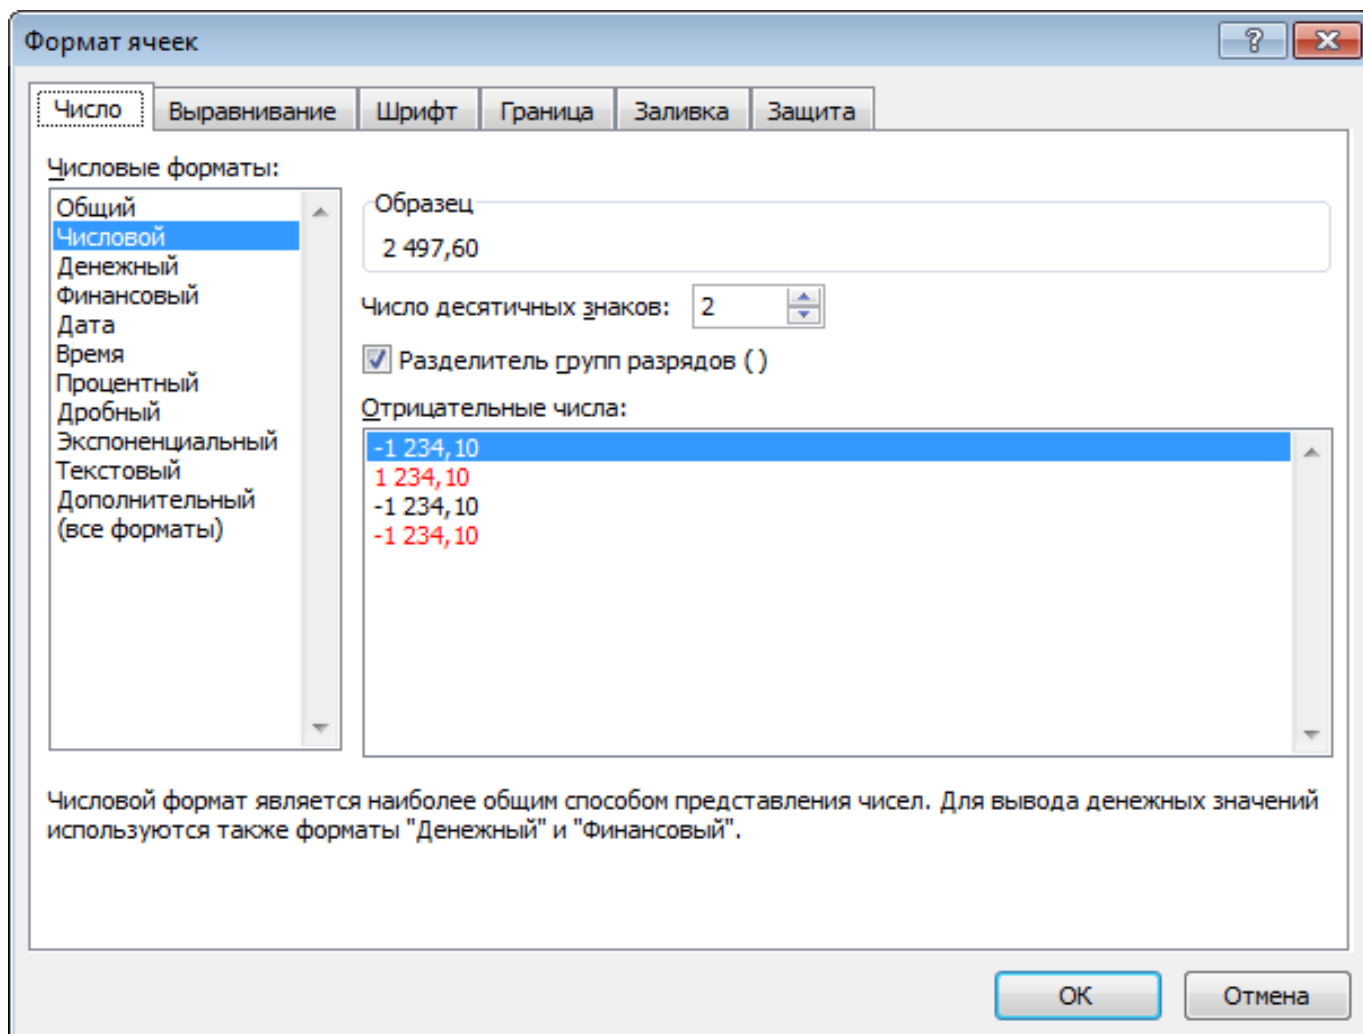 Формат ячеек
Число Выравнивание Шрифт Граница Заливка Защита
Числовые форматы:
Общий
Числовой
Денежный
Финансовый
Дата
Время
Процентный
Дробный
Экспоненциальный
Текстовый
Дополнительный
(все форматы)
Образец
2 497,60
Число десятичных знаков: 2
Разделитель групп разрядов ( )
Отрицательные числа:
-1 234,10
1 234,10
-1 234,10
-1 234,10
Числовой формат является наиболее общим способом представления чисел. Для вывода денежных значений
используются также форматы "Денежный" и "Финансовый".
ОК Отмена